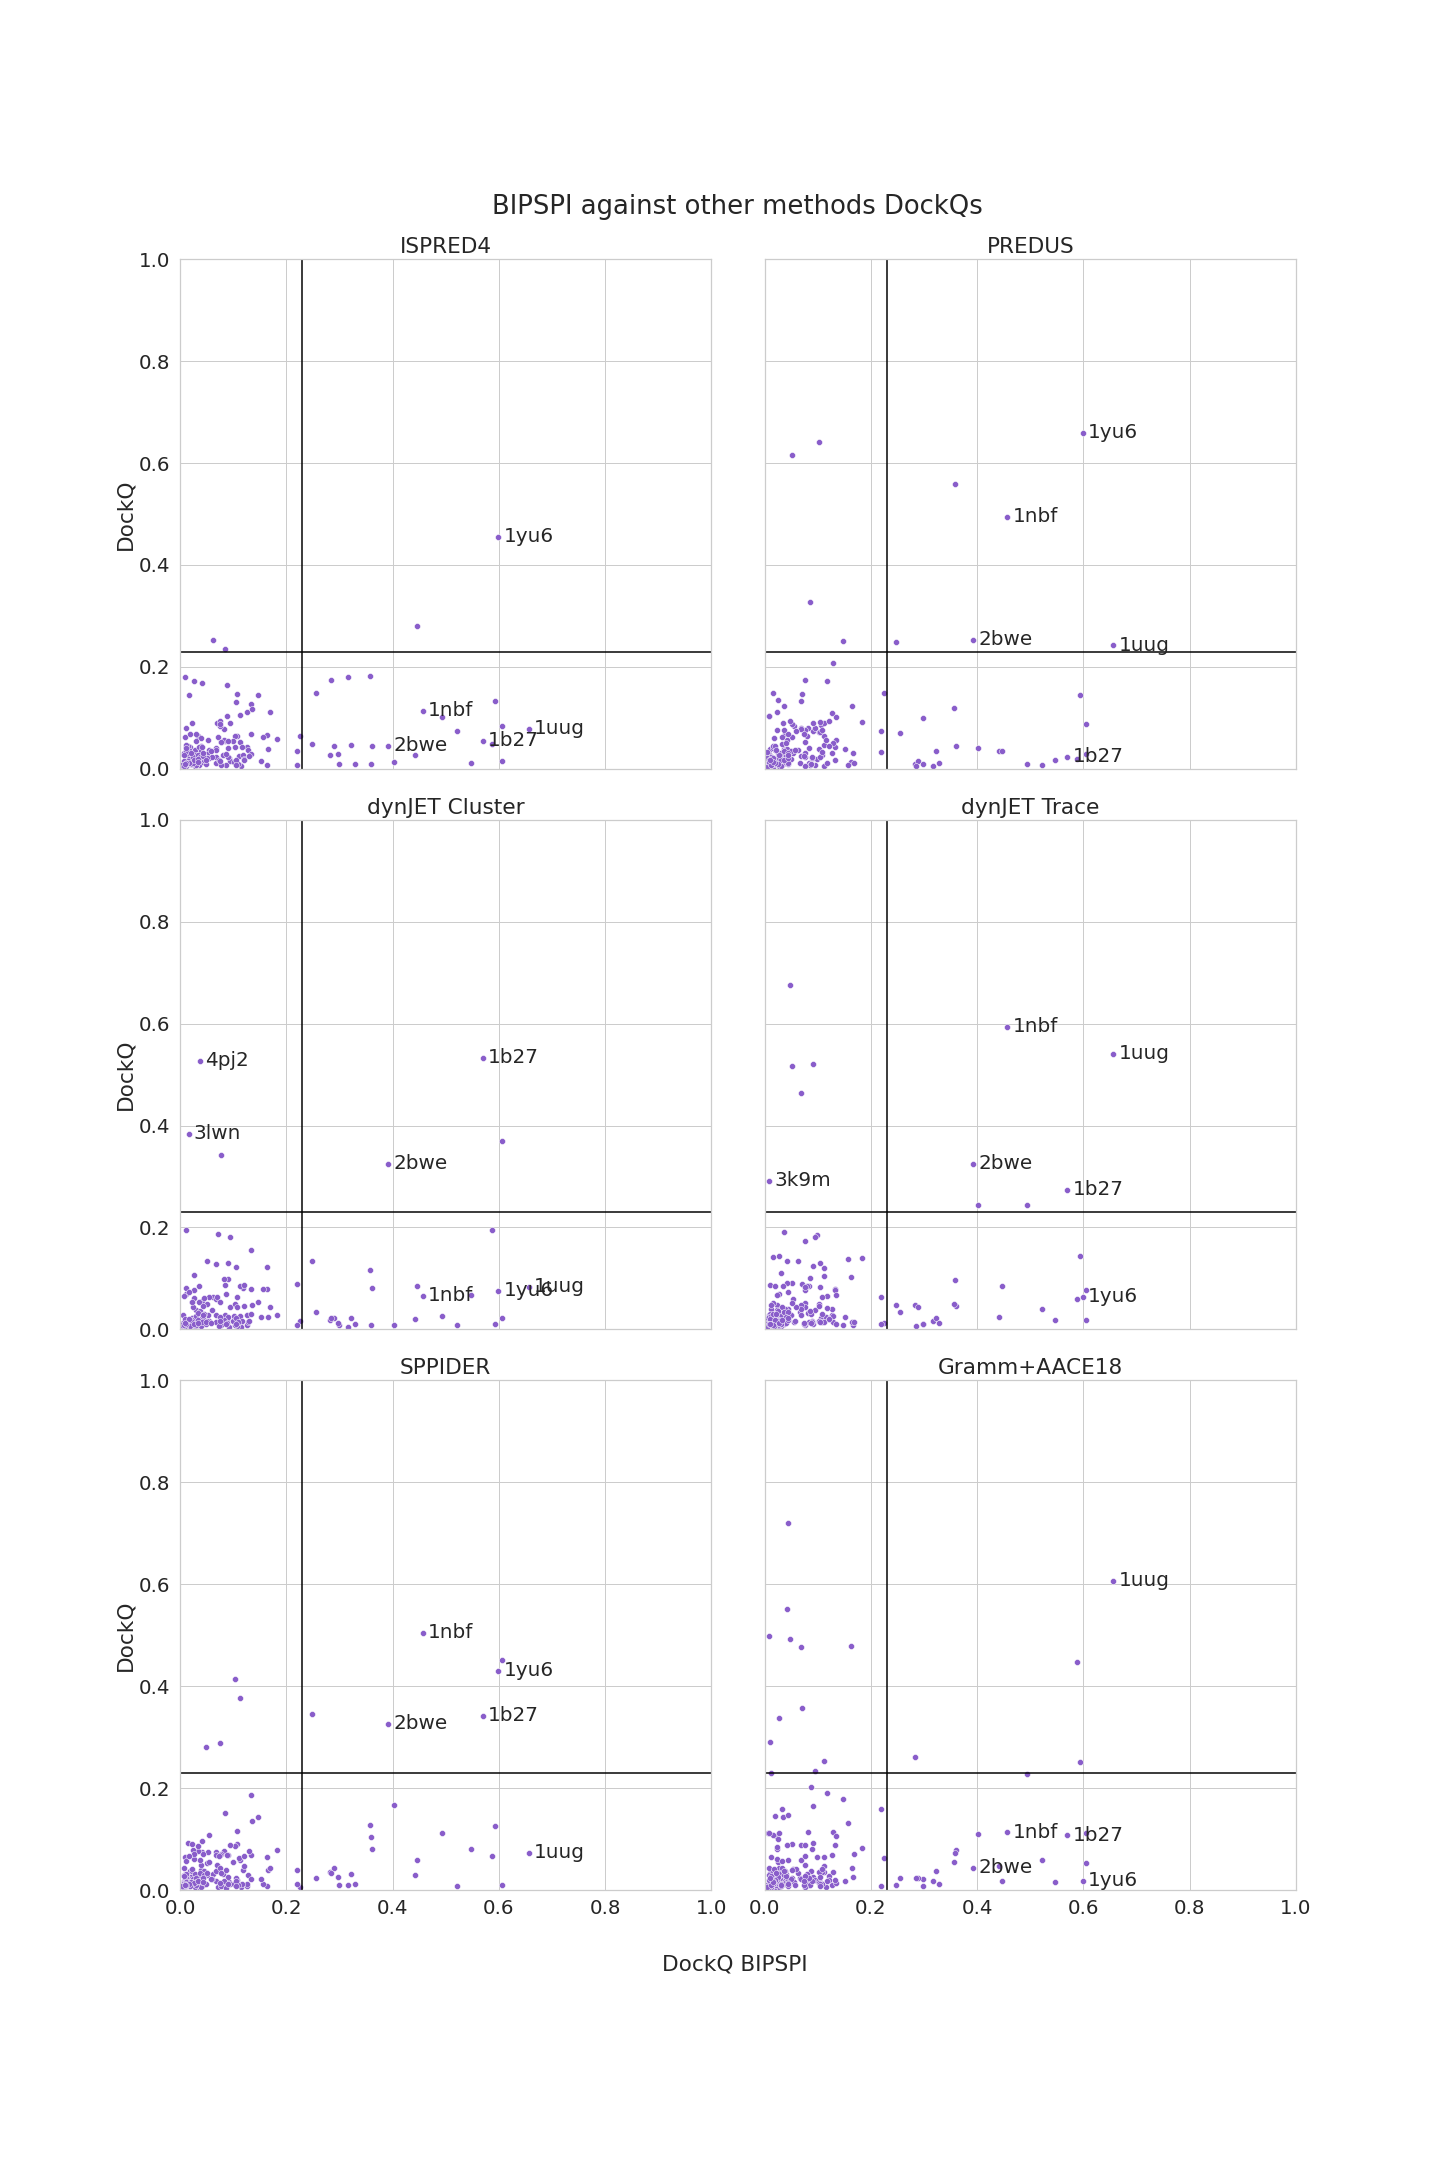 BIPSPI against other methods DockQs
ISPRED4
PREDUS
1.0
0.8
0.6
0.4
0.2
0.0
DockQ
1yu6
1nbf
2bwe
1b27
1uug
1yu6
1nbf
2bwe
1uug
1b27
dynJET Cluster
dynJET Trace
1.0
0.8
0.6
0.4
0.2
0.0
DockQ
4pj2
1b27
3lwn
2bwe
1nbf
1yu6
1uug
1nbf
1uug
2bwe
3k9m
1b27
1yu6
SPPIDER
Gramm+AACE18
1.0
0.8
0.6
0.4
0.2
0.0
DockQ
1nbf
1yu6
1b27
2bwe
1uug
1uug
1nbf
1b27
2bwe
1yu6
0.0 0.2 0.4 0.6 0.8 1.0
0.0 0.2 0.4 0.6 0.8 1.0
DockQ BIPSPI